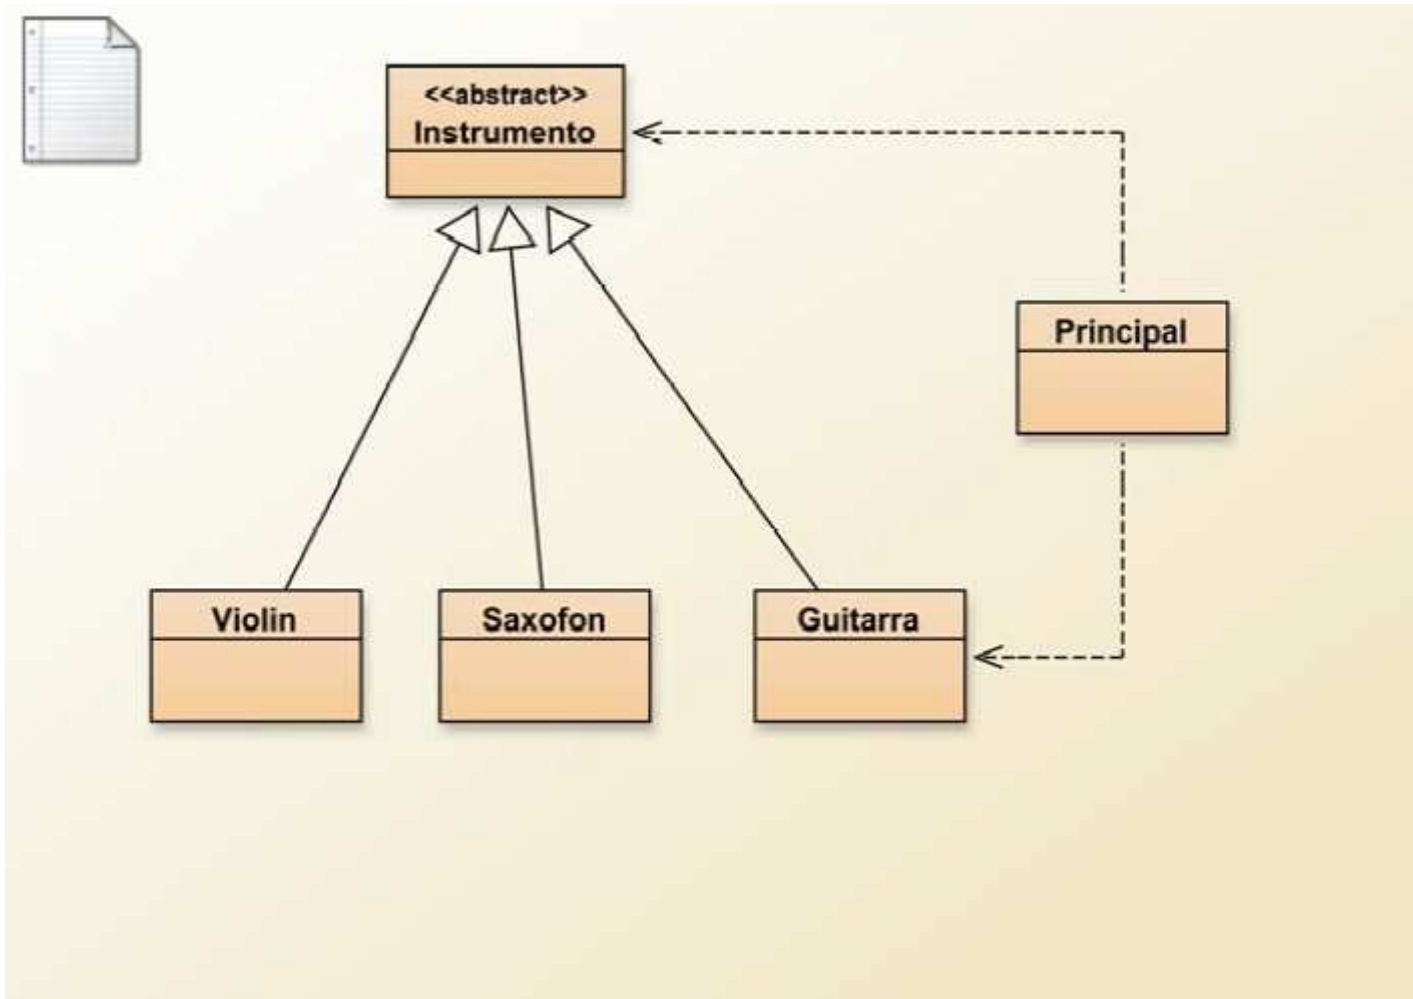 <<abstract>>
Instrumento
Principal
Violin
Saxofon
Guitarra